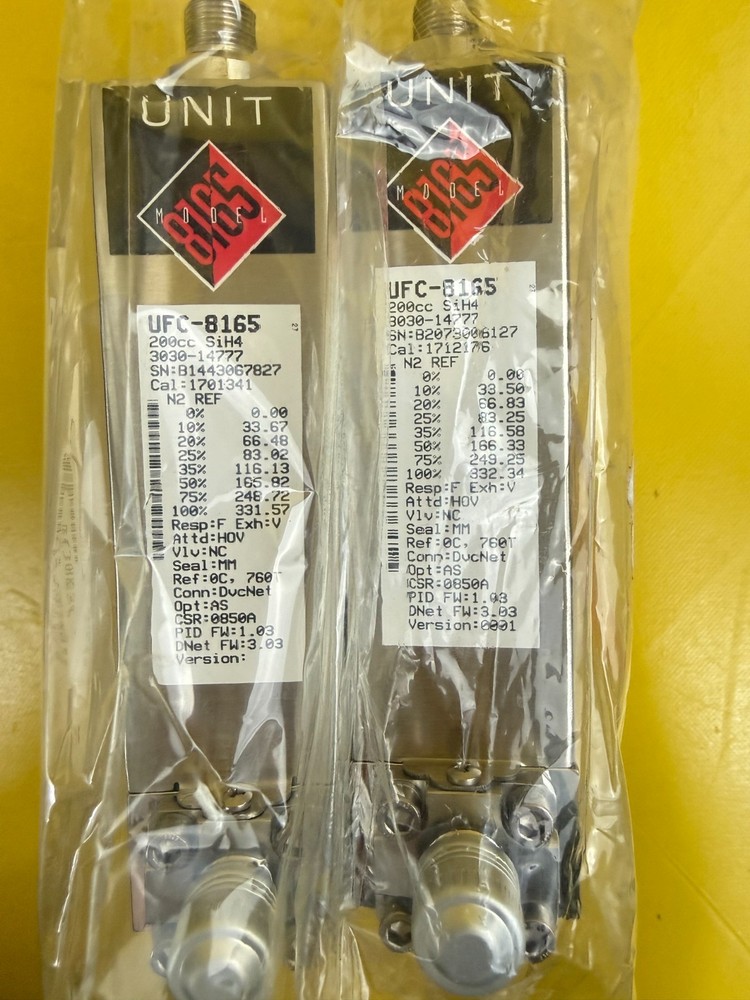 UNIT
MODEL
8165
UFC-8165
27
200cc SiH4
3030-14777
SN:B1443067827
Cal:1701341
N2 REF
0% 0.00
10% 33.67
20% 66.48
25% 83.02
35% 116.13
50% 165.82
75% 248.72
100% 331.57
Resp:F Exh:V
Attd:HOV
Vlv:NC
Seal:MM
Ref:0C, 760T
Conn:DvcNet
Opt:AS
CSR:0850A
PID FW:1.03
DNet FW:3.03
Version:
UNIT
MODEL
8165
UFC-8165
27
200cc SiH4
3030-14777
SN:B2073006127
Cal:1712176
N2 REF
0% 0.00
10% 33.50
20% 66.83
25% 83.25
35% 116.58
50% 166.33
75% 249.25
100% 332.34
Resp:F Exh:V
Attd:HOV
Vlv:NC
Seal:MM
Ref:0C, 760T
Conn:DvcNet
Opt:AS
CSR:0850A
PID FW:1.03
DNet FW:3.03
Version:0001